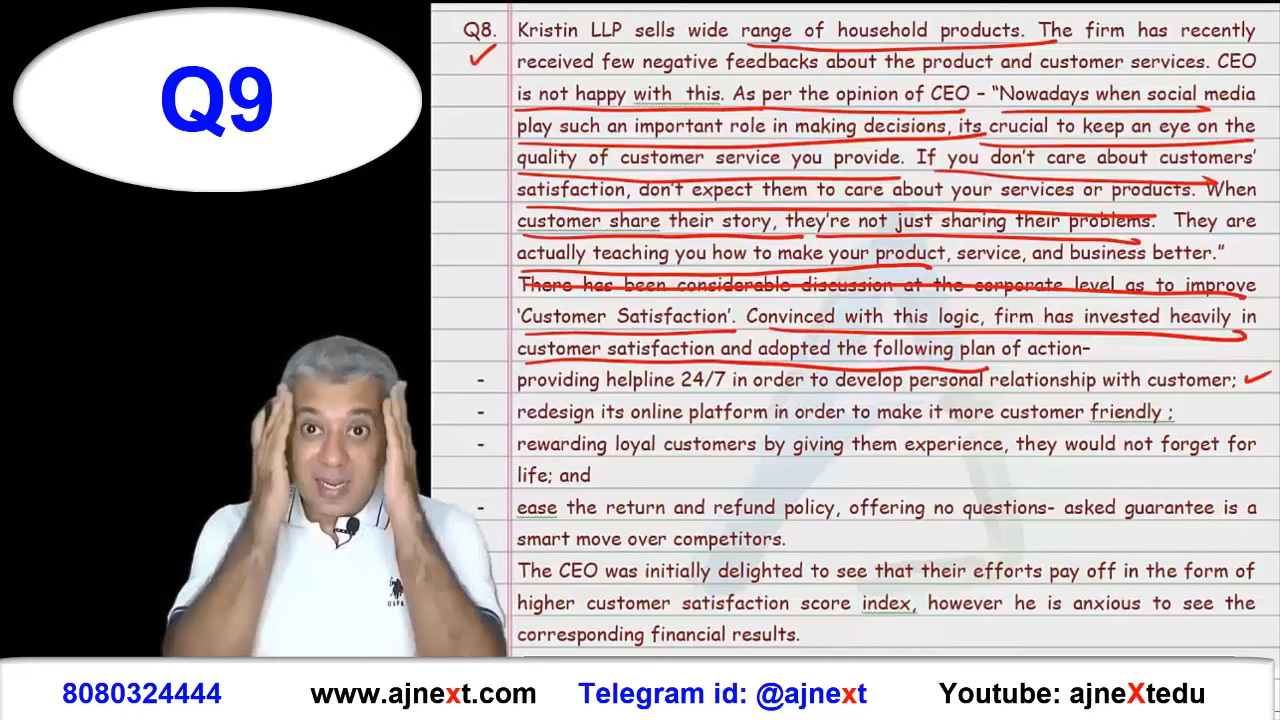 Q9
Q8. Kristin LLP sells wide range of household products. The firm has recently
received few negative feedbacks about the product and customer services. CEO
is not happy with this. As per the opinion of CEO – “Nowadays when social media
play such an important role in making decisions, its crucial to keep an eye on the
quality of customer service you provide. If you don’t care about customers’
satisfaction, don’t expect them to care about your services or products. When
customer share their story, they’re not just sharing their problems. They are
actually teaching you how to make your product, service, and business better.”
There has been considerable discussion at the corporate level as to improve
‘Customer Satisfaction’. Convinced with this logic, firm has invested heavily in
customer satisfaction and adopted the following plan of action–
- providing helpline 24/7 in order to develop personal relationship with customer;
- redesign its online platform in order to make it more customer friendly ;
- rewarding loyal customers by giving them experience, they would not forget for
life; and
- ease the return and refund policy, offering no questions- asked guarantee is a
smart move over competitors.
The CEO was initially delighted to see that their efforts pay off in the form of
higher customer satisfaction score index, however he is anxious to see the
corresponding financial results.
USPA
8080324444 www.ajnext.com Telegram id: @ajnext Youtube: ajneXtedu